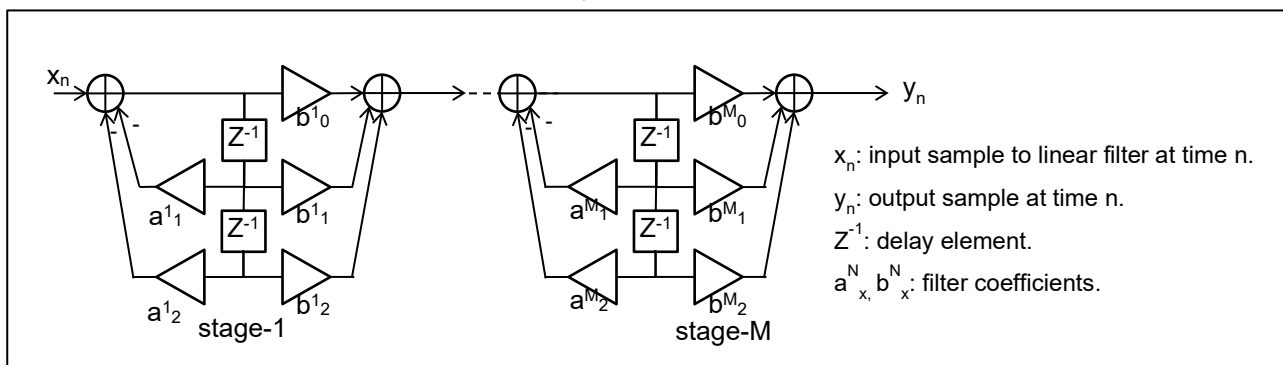 xₙ
yₙ
b¹₀
bᴹ₀
Z⁻¹
Z⁻¹
a¹₁
b¹₁
aᴹ₁
bᴹ₁
Z⁻¹
Z⁻¹
a¹₂
b¹₂
aᴹ₂
bᴹ₂
stage-1
stage-M
- -
- -
xₙ: input sample to linear filter at time n.
yₙ: output sample at time n.
Z⁻¹: delay element.
aᴺₓ, bᴺₓ: filter coefficients.